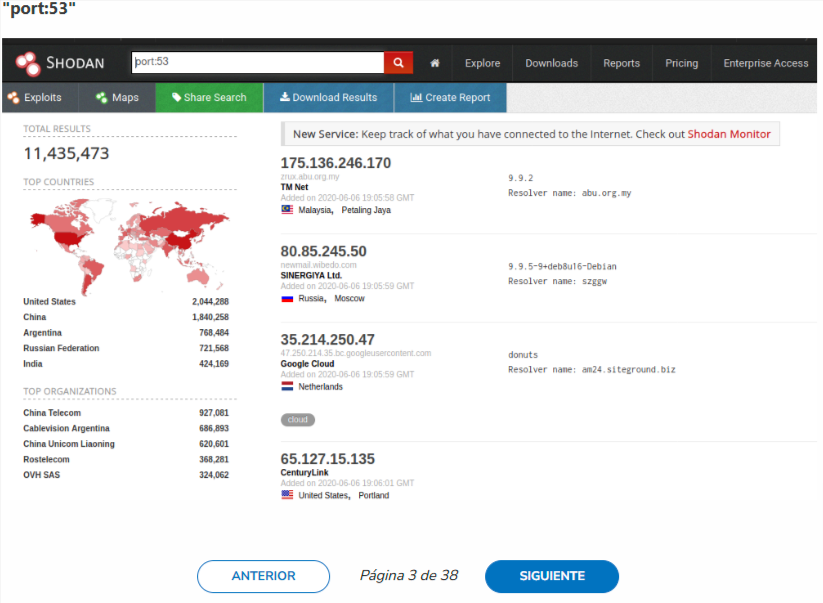 "port:53"
SHODAN
port:53
Explore
Downloads
Reports
Pricing
Enterprise Access
Exploits
Maps
Share Search
Download Results
Create Report
TOTAL RESULTS
11,435,473
TOP COUNTRIES
United States 2,044,288
China 1,840,258
Argentina 768,484
Russian Federation 721,568
India 424,169
TOP ORGANIZATIONS
China Telecom 927,081
Cablevision Argentina 686,893
China Unicom Liaoning 620,601
Rostelecom 368,281
OVH SAS 324,062
New Service: Keep track of what you have connected to the Internet. Check out Shodan Monitor
175.136.246.170
zrux.abu.org.my
TM Net
Added on 2020-06-06 19:05:58 GMT
Malaysia, Petaling Jaya
9.9.2
Resolver name: abu.org.my
80.85.245.50
newmail.wibedo.com
SINERGIYA Ltd.
Added on 2020-06-06 19:05:59 GMT
Russia, Moscow
9.9.5-9+deb8u16-Debian
Resolver name: szggw
35.214.250.47
47.250.214.35.bc.googleusercontent.com
Google Cloud
Added on 2020-06-06 19:05:59 GMT
Netherlands
cloud
donuts
Resolver name: am24.siteground.biz
65.127.15.135
CenturyLink
Added on 2020-06-06 19:06:01 GMT
United States, Portland
ANTERIOR
Página 3 de 38
SIGUIENTE